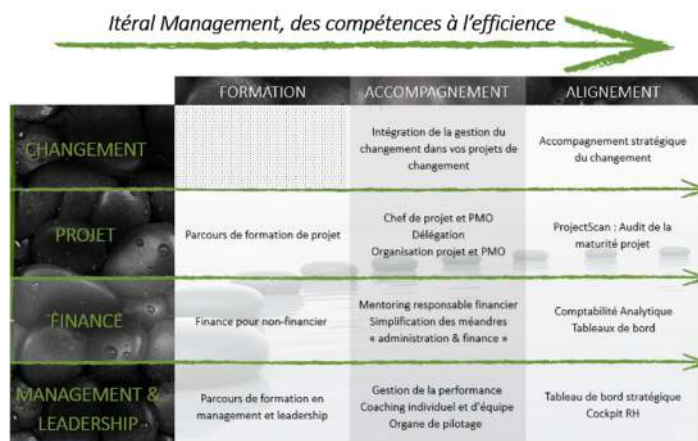 Itéral Management, des compétences à l'efficience
FORMATION
ACCOMPAGNEMENT
ALIGNEMENT
CHANGEMENT
Intégration de la gestion du
changement dans vos projets de
changement
Accompagnement stratégique
du changement
PROJET
Parcours de formation de projet
Chef de projet et PMO
Délégation
Organisation projet et PMO
ProjectScan : Audit de la
maturité projet
FINANCE
Finance pour non-financier
Mentoring responsable financier
Simplification des méandres
« administration & finance »
Comptabilité Analytique
Tableaux de bord
MANAGEMENT &
LEADERSHIP
Parcours de formation en
management et leadership
Gestion de la performance
Coaching individuel et d'équipe
Organe de pilotage
Tableau de bord stratégique
Cockpit RH